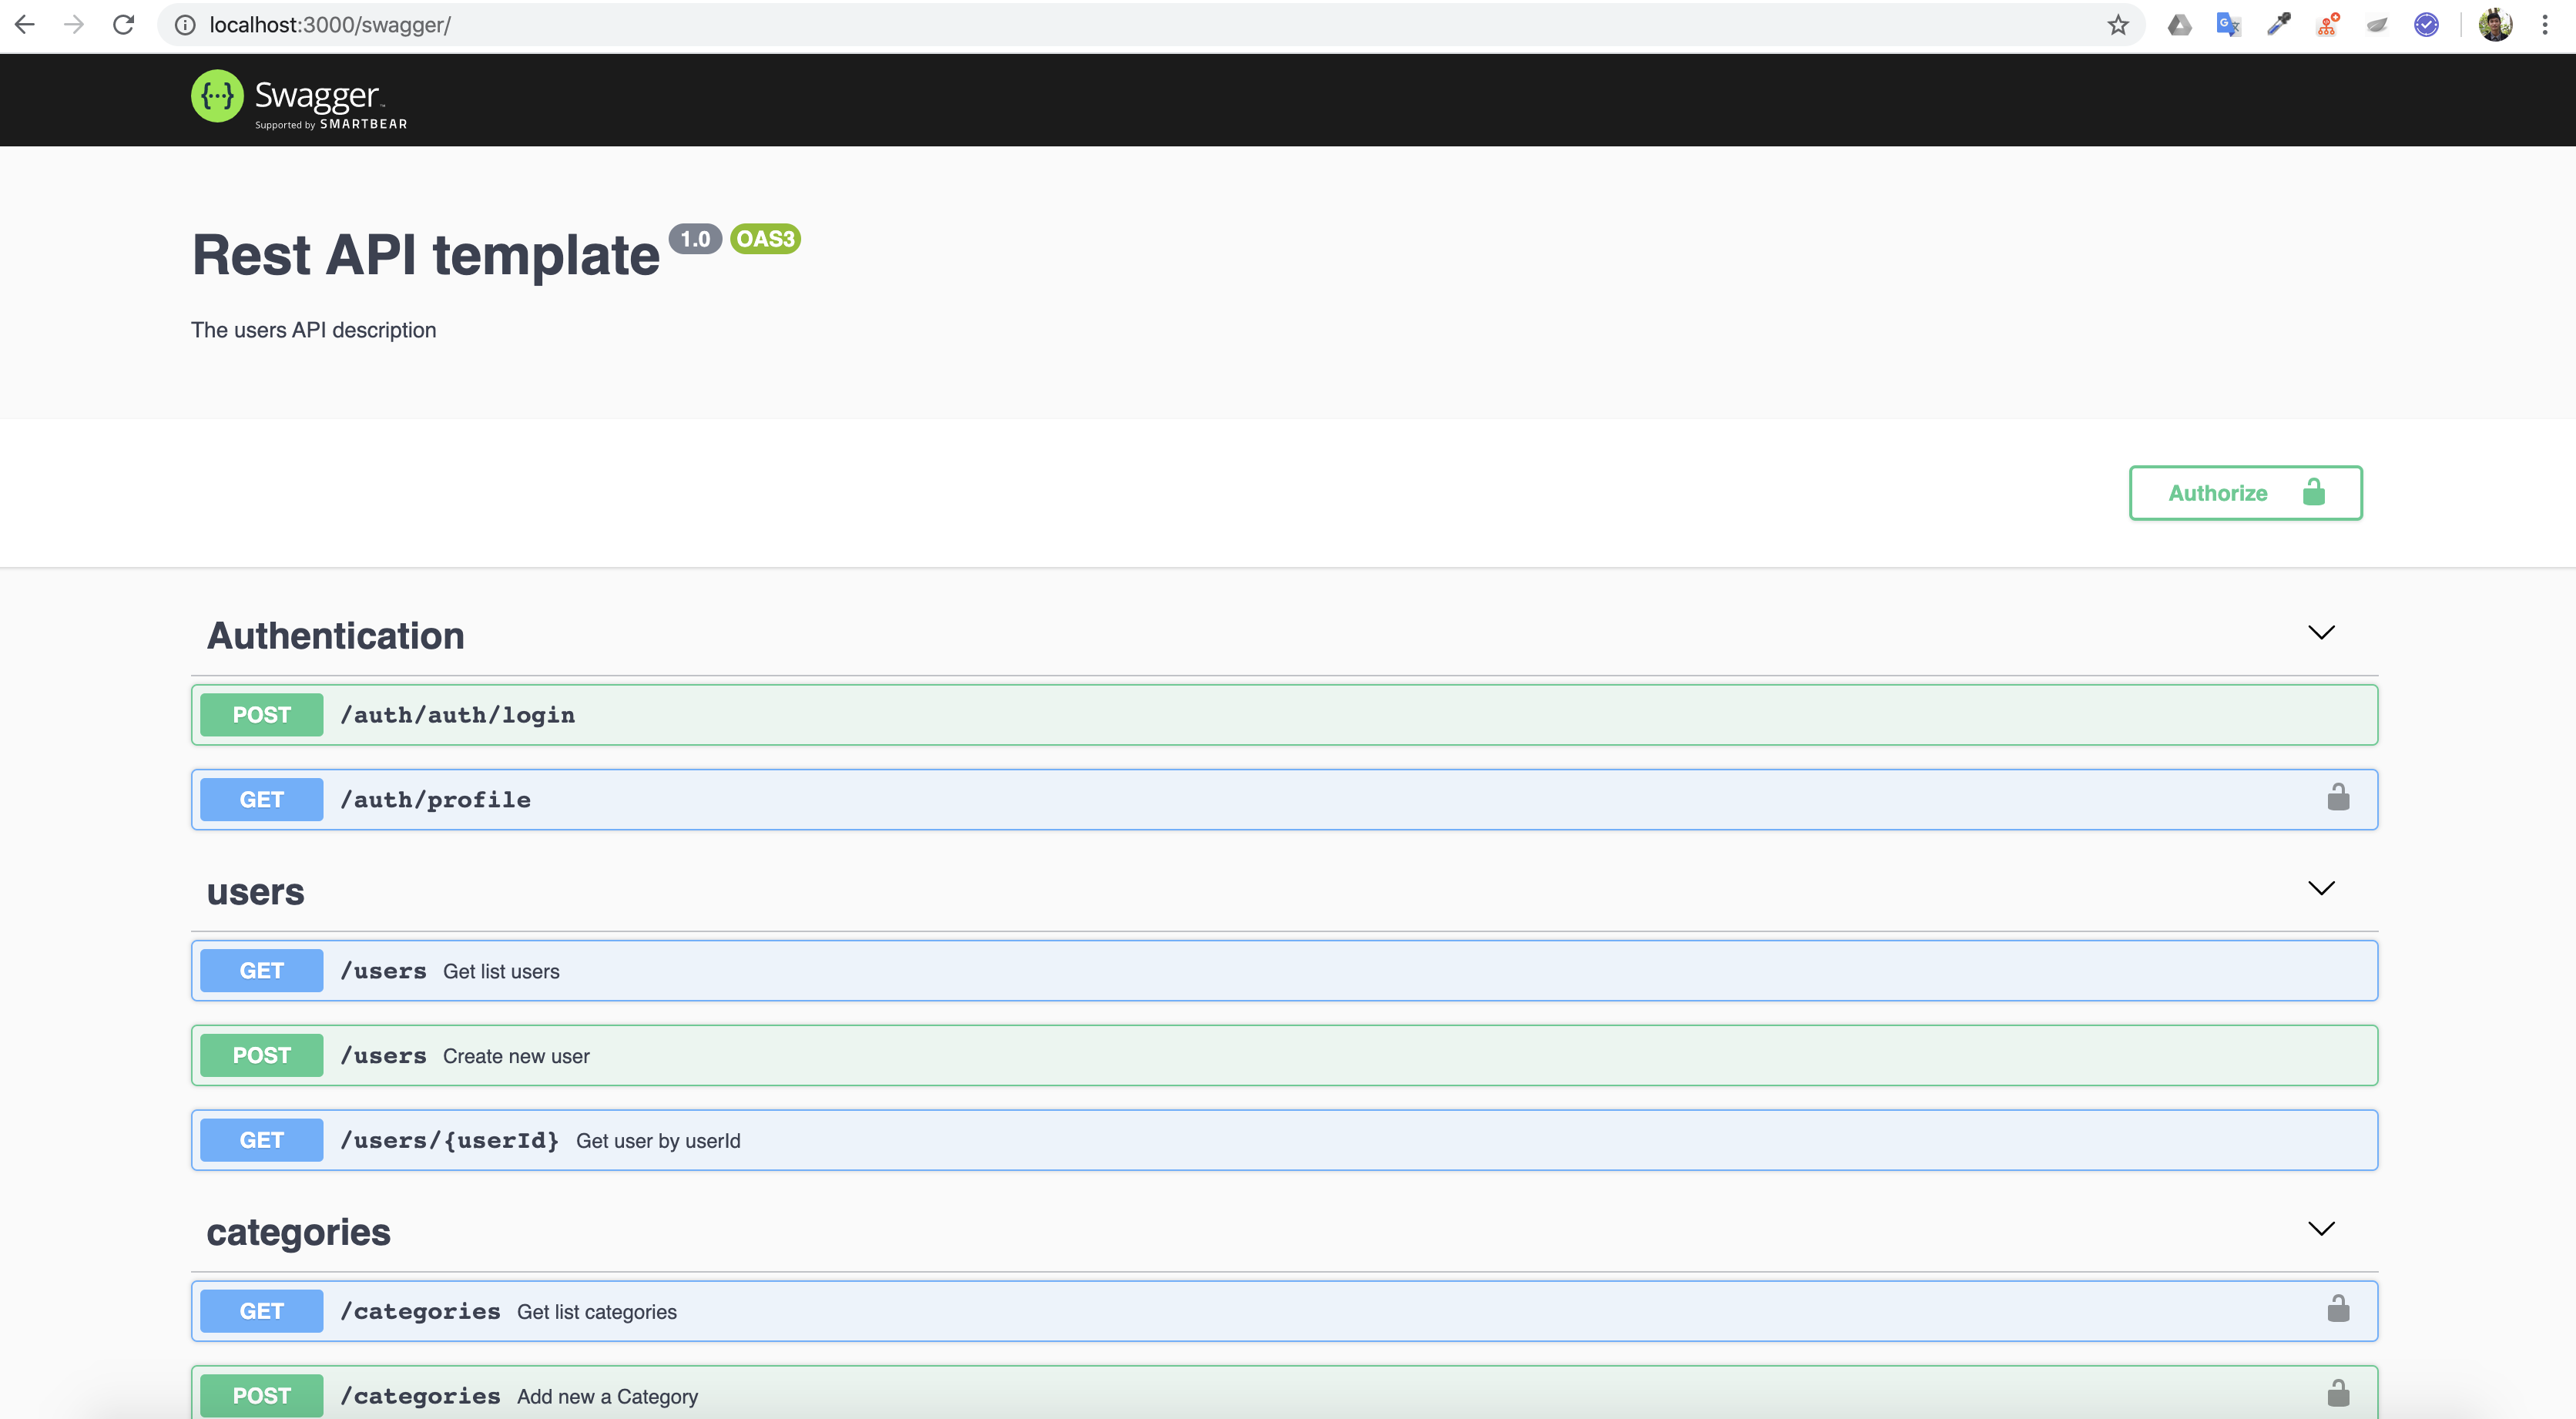 localhost:3000/swagger/
{···} Swagger™
Supported by SMARTBEAR
Rest API template 1.0 OAS3
The users API description
Authorize
Authentication
POST /auth/auth/login
GET /auth/profile
users
GET /users Get list users
POST /users Create new user
GET /users/{userId} Get user by userId
categories
GET /categories Get list categories
POST /categories Add new a Category